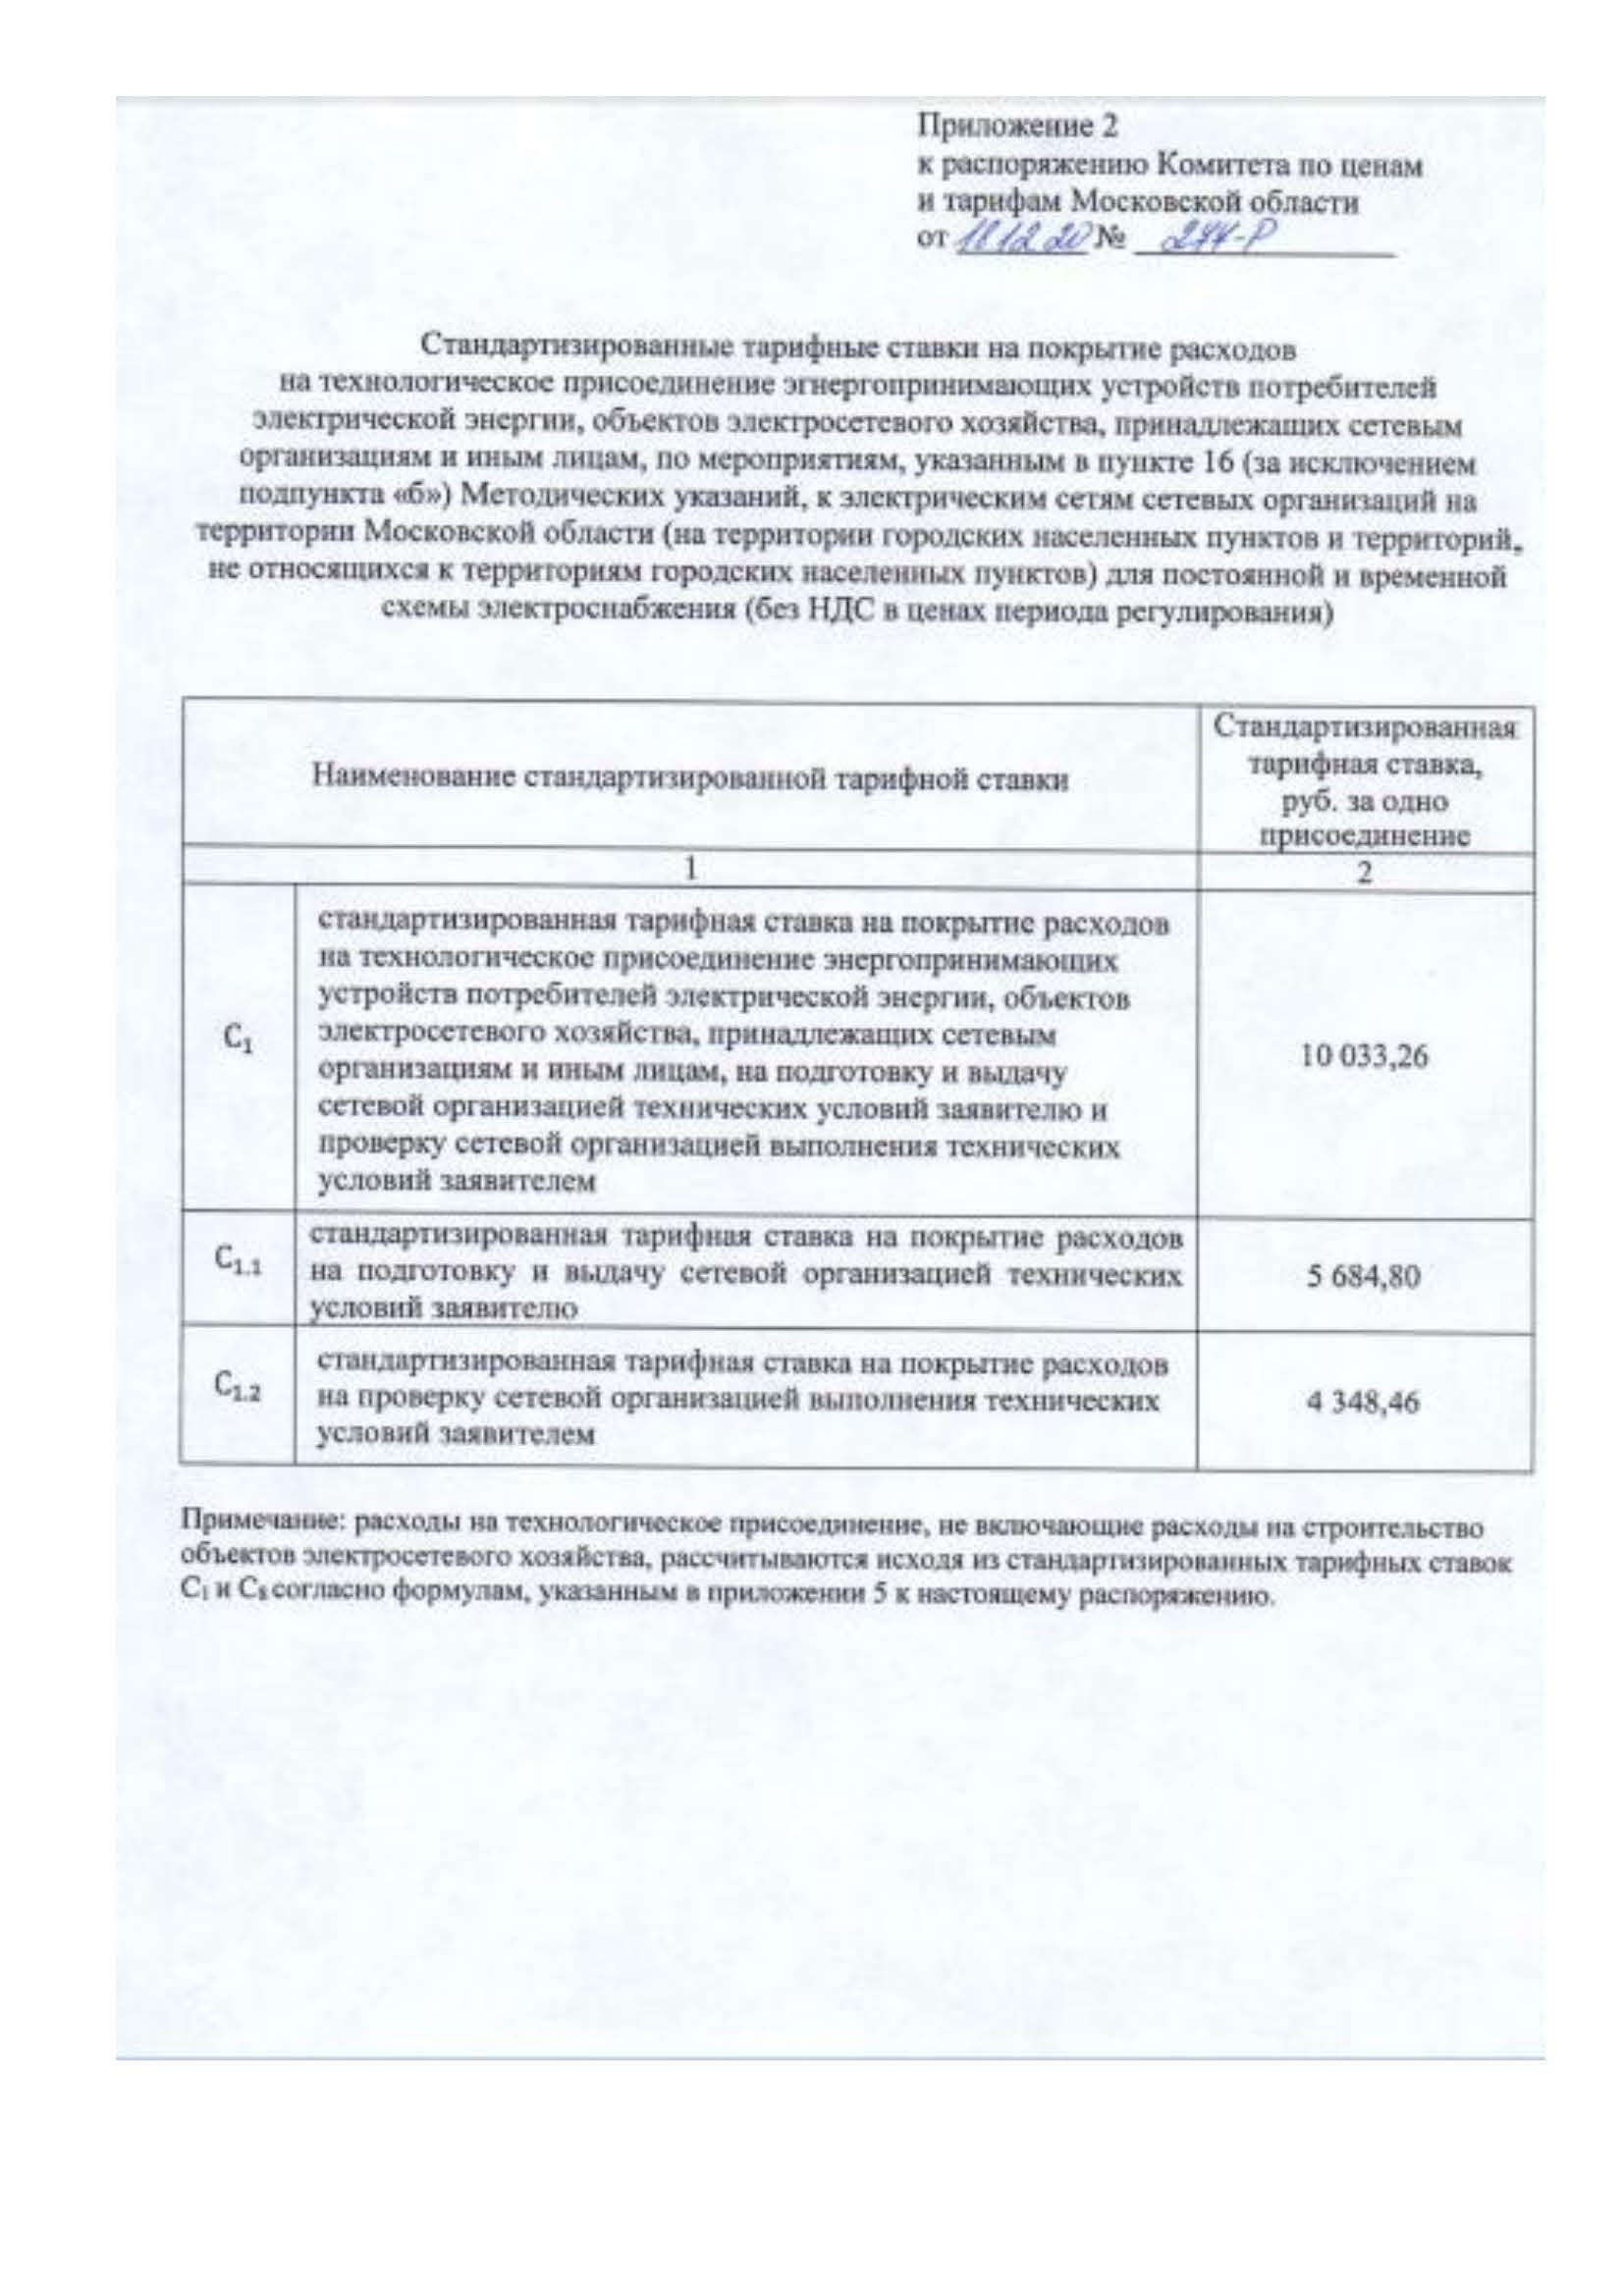 Приложение 2
к распоряжению Комитета по ценам
и тарифам Московской области
от 18.12.20 № -Р
Стандартизированные тарифные ставки на покрытие расходов
на технологическое присоединение эгнергопринимающих устройств потребителей
электрической энергии, объектов электросетевого хозяйства, принадлежащих сетевым
организациям и иным лицам, по мероприятиям, указанным в пункте 16 (за исключением
подпункта «б») Методических указаний, к электрическим сетям сетевых организаций на
территории Московской области (на территории городских населенных пунктов и территорий,
не относящихся к территориям городских населенных пунктов) для постоянной и временной
схемы электроснабжения (без НДС в ценах периода регулирования)
Наименование стандартизированной тарифной ставки
Стандартизированная
тарифная ставка,
руб. за одно
присоединение
1
2
C₁
стандартизированная тарифная ставка на покрытие расходов
на технологическое присоединение энергопринимающих
устройств потребителей электрической энергии, объектов
электросетевого хозяйства, принадлежащих сетевым
организациям и иным лицам, на подготовку и выдачу
сетевой организацией технических условий заявителю и
проверку сетевой организацией выполнения технических
условий заявителем
10 033,26
C₁.₁
стандартизированная тарифная ставка на покрытие расходов
на подготовку и выдачу сетевой организацией технических
условий заявителю
5 684,80
C₁.₂
стандартизированная тарифная ставка на покрытие расходов
на проверку сетевой организацией выполнения технических
условий заявителем
4 348,46
Примечание: расходы на технологическое присоединение, не включающие расходы на строительство
объектов электросетевого хозяйства, рассчитываются исходя из стандартизированных тарифных ставок
C₁ и C₈ согласно формулам, указанным в приложении 5 к настоящему распоряжению.